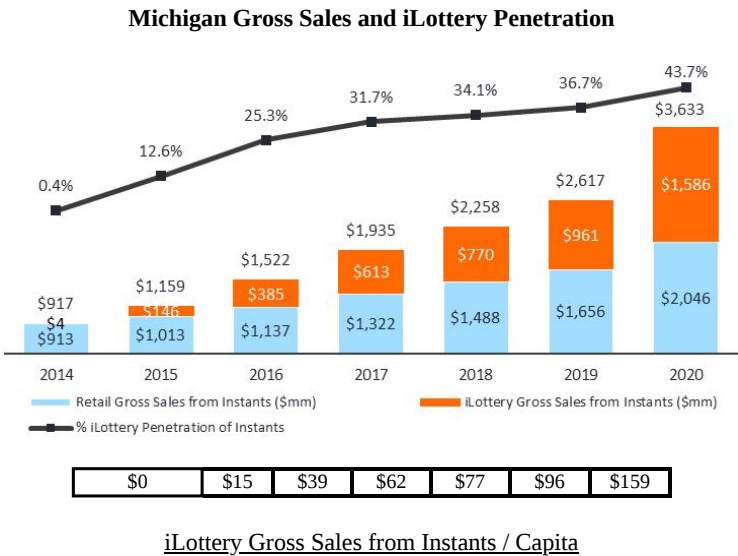 Michigan Gross Sales and iLottery Penetration
0.4% 12.6% 25.3% 31.7% 34.1% 36.7% 43.7%
$917 $1,159 $1,522 $1,935 $2,258 $2,617 $3,633
$4 $146 $385 $613 $770 $961 $1,586
$913 $1,013 $1,137 $1,322 $1,488 $1,656 $2,046
2014 2015 2016 2017 2018 2019 2020
Retail Gross Sales from Instants ($mm) iLottery Gross Sales from Instants ($mm)
% iLottery Penetration of Instants
$0 $15 $39 $62 $77 $96 $159
iLottery Gross Sales from Instants / Capita